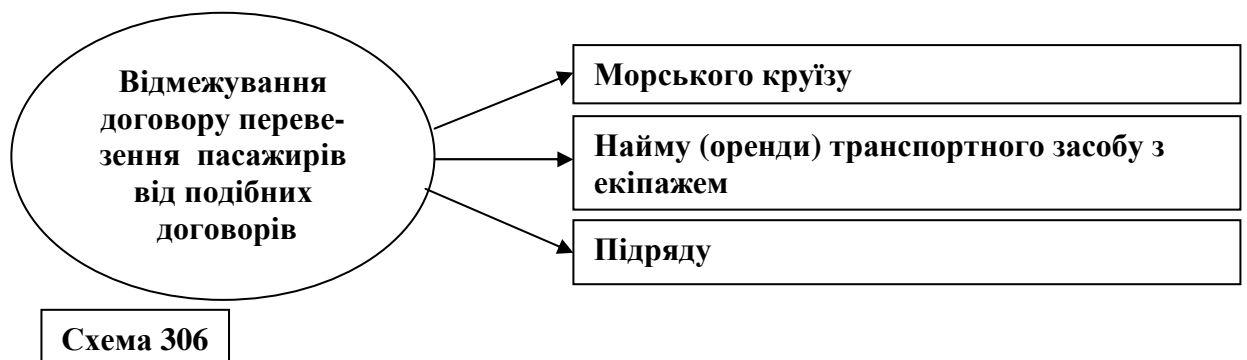 Відмежування
договору переве-
зення пасажирів
від подібних
договорів
Морського круїзу
Найму (оренди) транспортного засобу з
екіпажем
Підряду
Схема 306